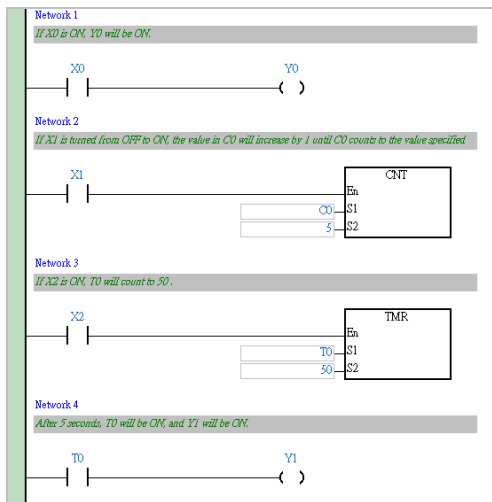 Network 1
If X0 is ON, Y0 will be ON.
X0 Y0
Network 2
If X1 is turned from OFF to ON, the value in C0 will increase by 1 until C0 counts to the value specified
X1 CNT
En
C0 S1
5 S2
Network 3
If X2 is ON, T0 will count to 50 .
X2 TMR
En
T0 S1
50 S2
Network 4
After 5 seconds, T0 will be ON, and Y1 will be ON.
T0 Y1